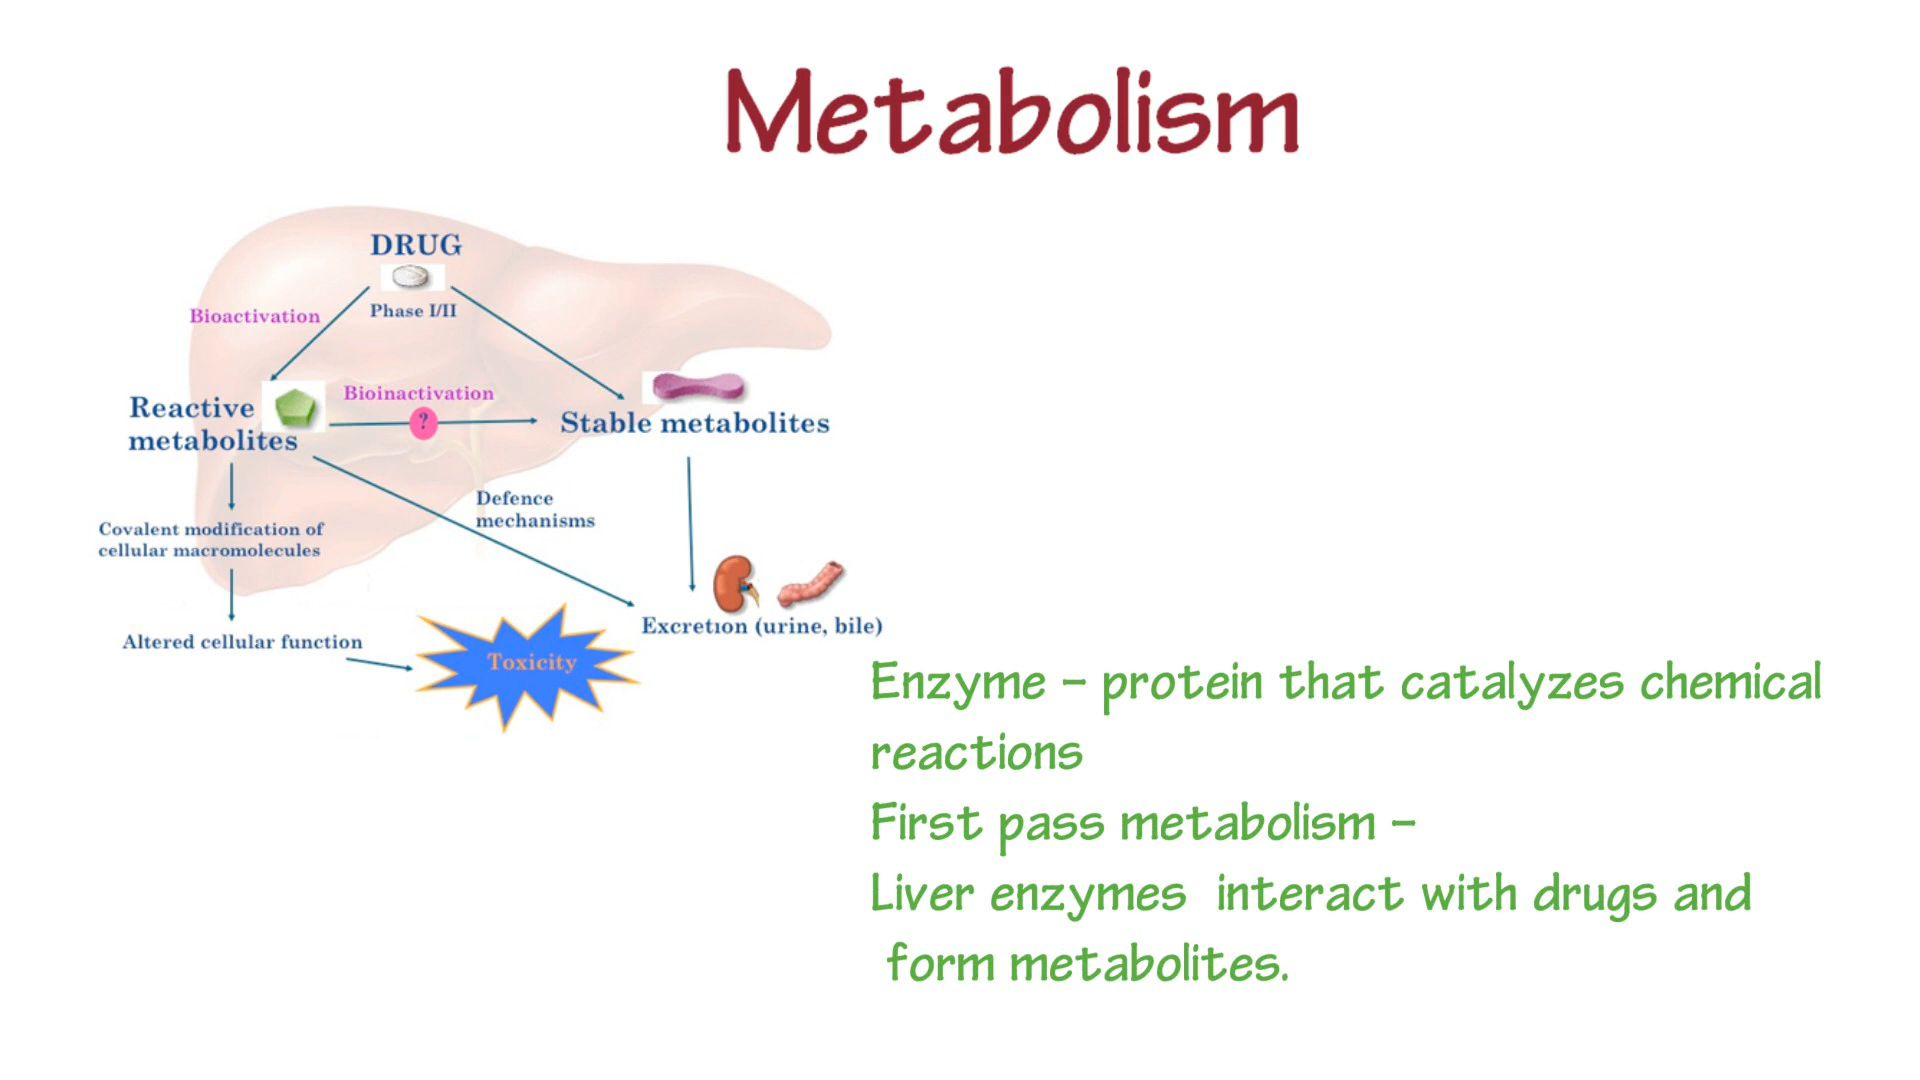 Metabolism
DRUG
Phase I/II
Bioactivation
Bioinactivation
?
Reactive
metabolites
Stable metabolites
Defence
mechanisms
Covalent modification of
cellular macromolecules
Altered cellular function
Toxicity
Excretion (urine, bile)
Enzyme – protein that catalyzes chemical
reactions
First pass metabolism –
Liver enzymes interact with drugs and
form metabolites.